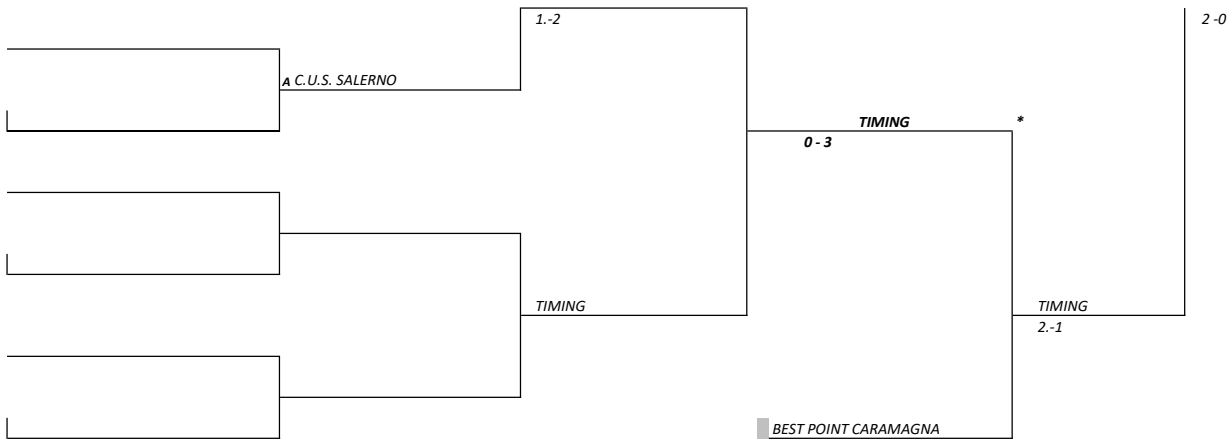 1.-2
2 -0
A C.U.S. SALERNO
TIMING *
0 - 3
TIMING
TIMING
2.-1
BEST POINT CARAMAGNA